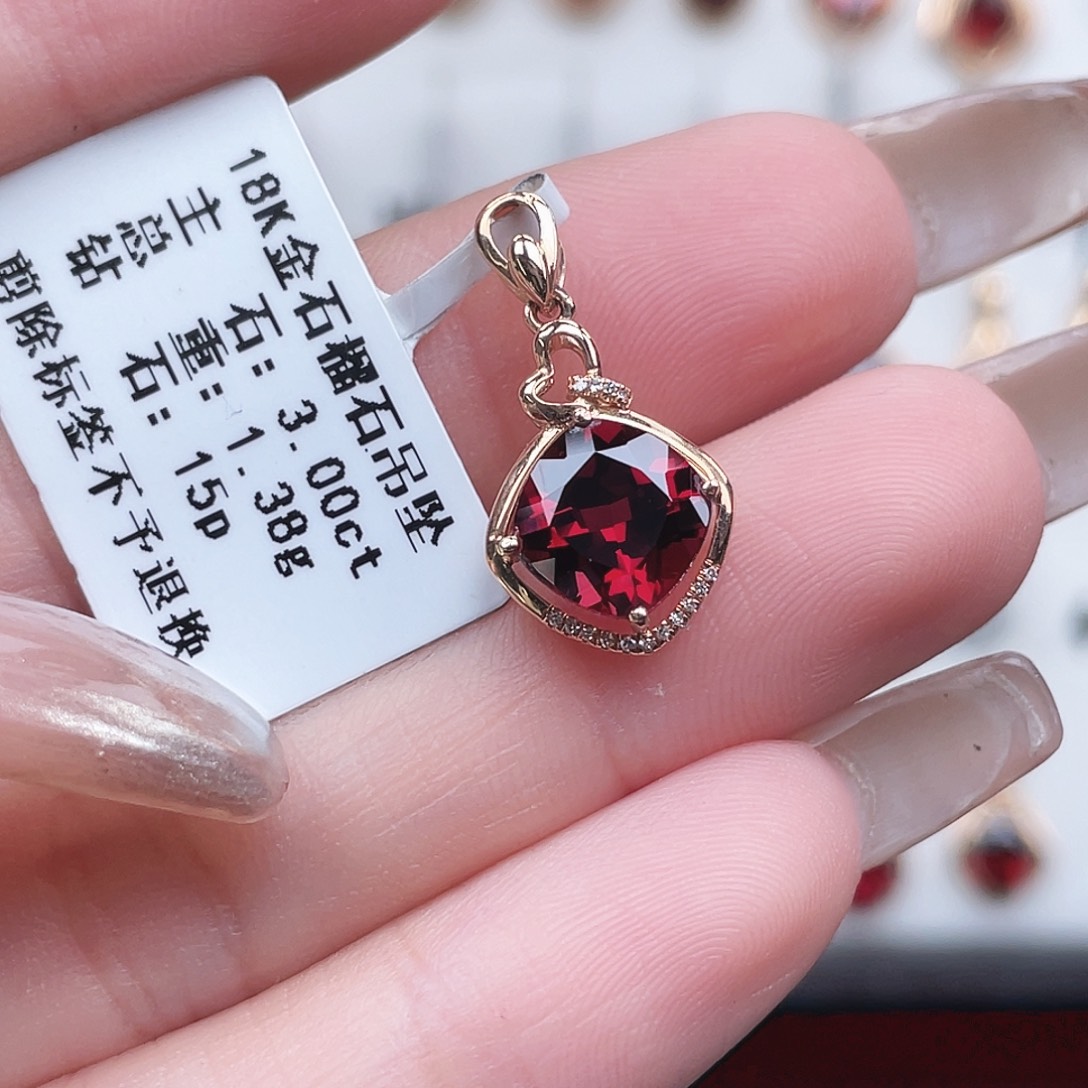 18K金石榴石吊坠
主石: 3.00ct
总重: 1.38g
钻石: 15p
剪除标签不予退换